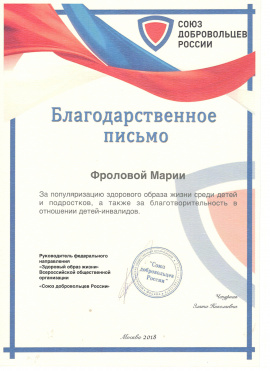 СОЮЗ
ДОБРОВОЛЬЦЕВ
РОССИИ
Благодарственное
письмо
Фроловой Марии
За популяризацию здорового образа жизни среди детей
и подростков, а также за благотворительность в
отношении детей-инвалидов.
Руководители федерального
направления
«Здоровый образ жизни»
Всероссийской общественной
организации
«Союз добровольцев России»
"Союз
добровольцев
России"
Елена Николаевна
Москва 2018